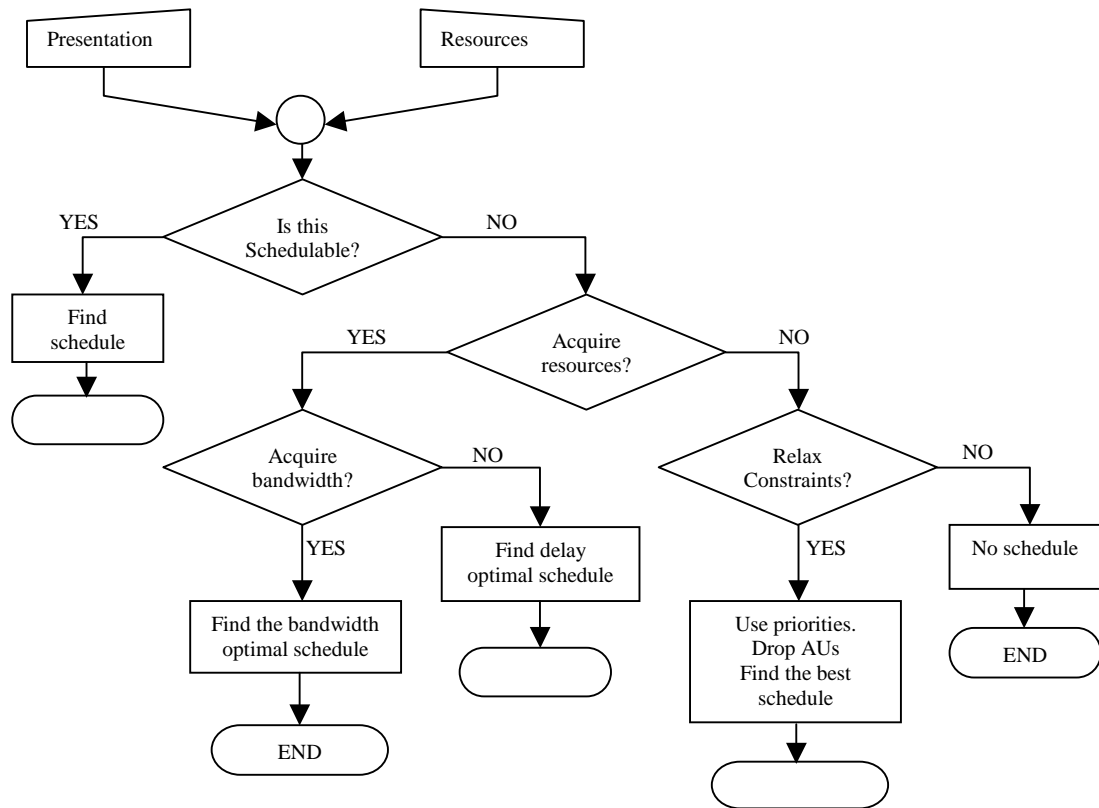 Presentation
Resources
YES
Is this
Schedulable?
NO
Find
schedule
YES
Acquire
resources?
NO
Acquire
bandwidth?
NO
Relax
Constraints?
NO
YES
Find delay
optimal schedule
YES
No schedule
Find the bandwidth
optimal schedule
Use priorities.
Drop AUs
Find the best
schedule
END
END